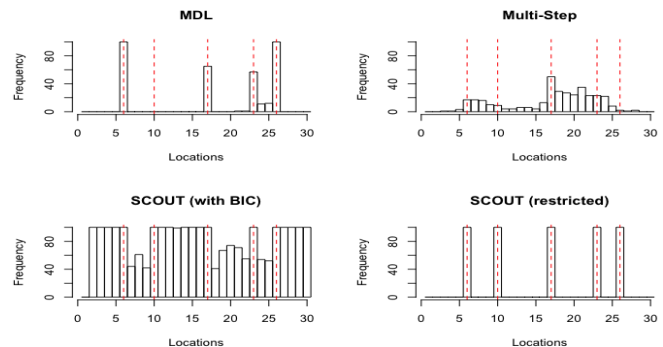 MDL
Frequency
0 40 80
0 5 10 15 20 25 30
Locations
Multi-Step
Frequency
0 40 80
0 5 10 15 20 25 30
Locations
SCOUT (with BIC)
Frequency
0 40 80
0 5 10 15 20 25 30
Locations
SCOUT (restricted)
Frequency
0 40 80
0 5 10 15 20 25 30
Locations